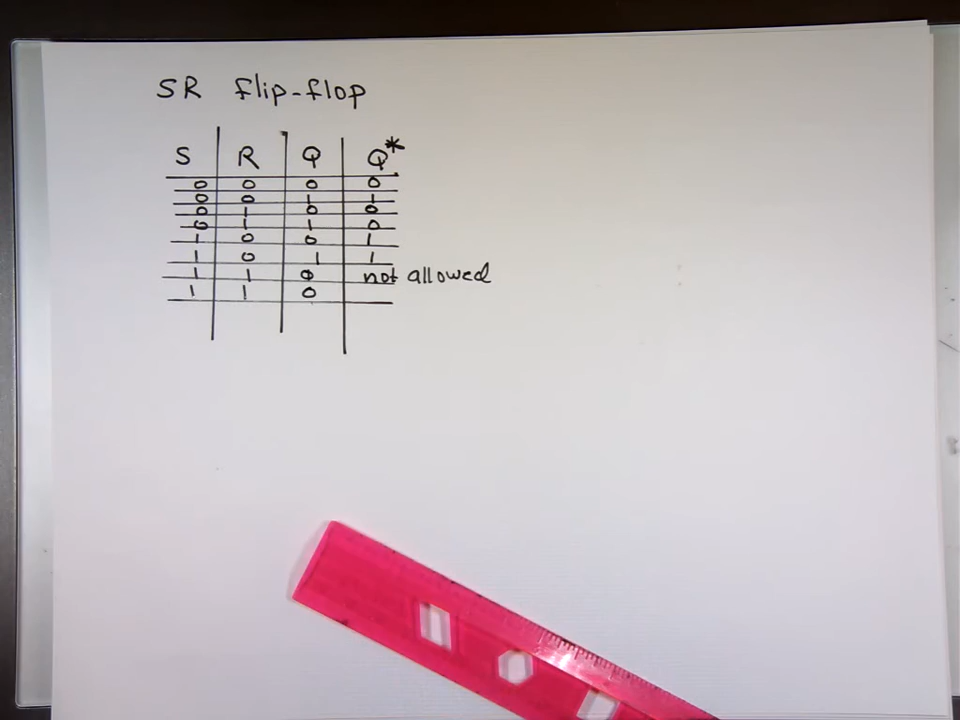 SR flip-flop
S R Q Q*
0 0 0 0
0 0 1 1
0 1 0 0
0 1 1 0
1 0 0 1
1 0 1 1
1 1 0 not allowed
1 1 0